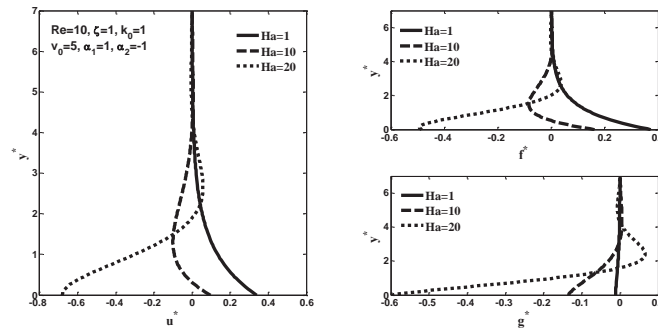 7
6
5
4
3
2
1
0
y*
Re=10, ζ=1, k₀=1
v₀=5, α₁=1, α₂=-1
Ha=1
Ha=10
Ha=20
-0.8 -0.6 -0.4 -0.2 0 0.2 0.4 0.6
u*
6
4
2
0
y*
Ha=1
Ha=10
Ha=20
-0.6 -0.4 -0.2 0 0.2 0.4
f*
6
4
2
0
y*
Ha=1
Ha=10
Ha=20
-0.6 -0.5 -0.4 -0.3 -0.2 -0.1 0 0.1
g*